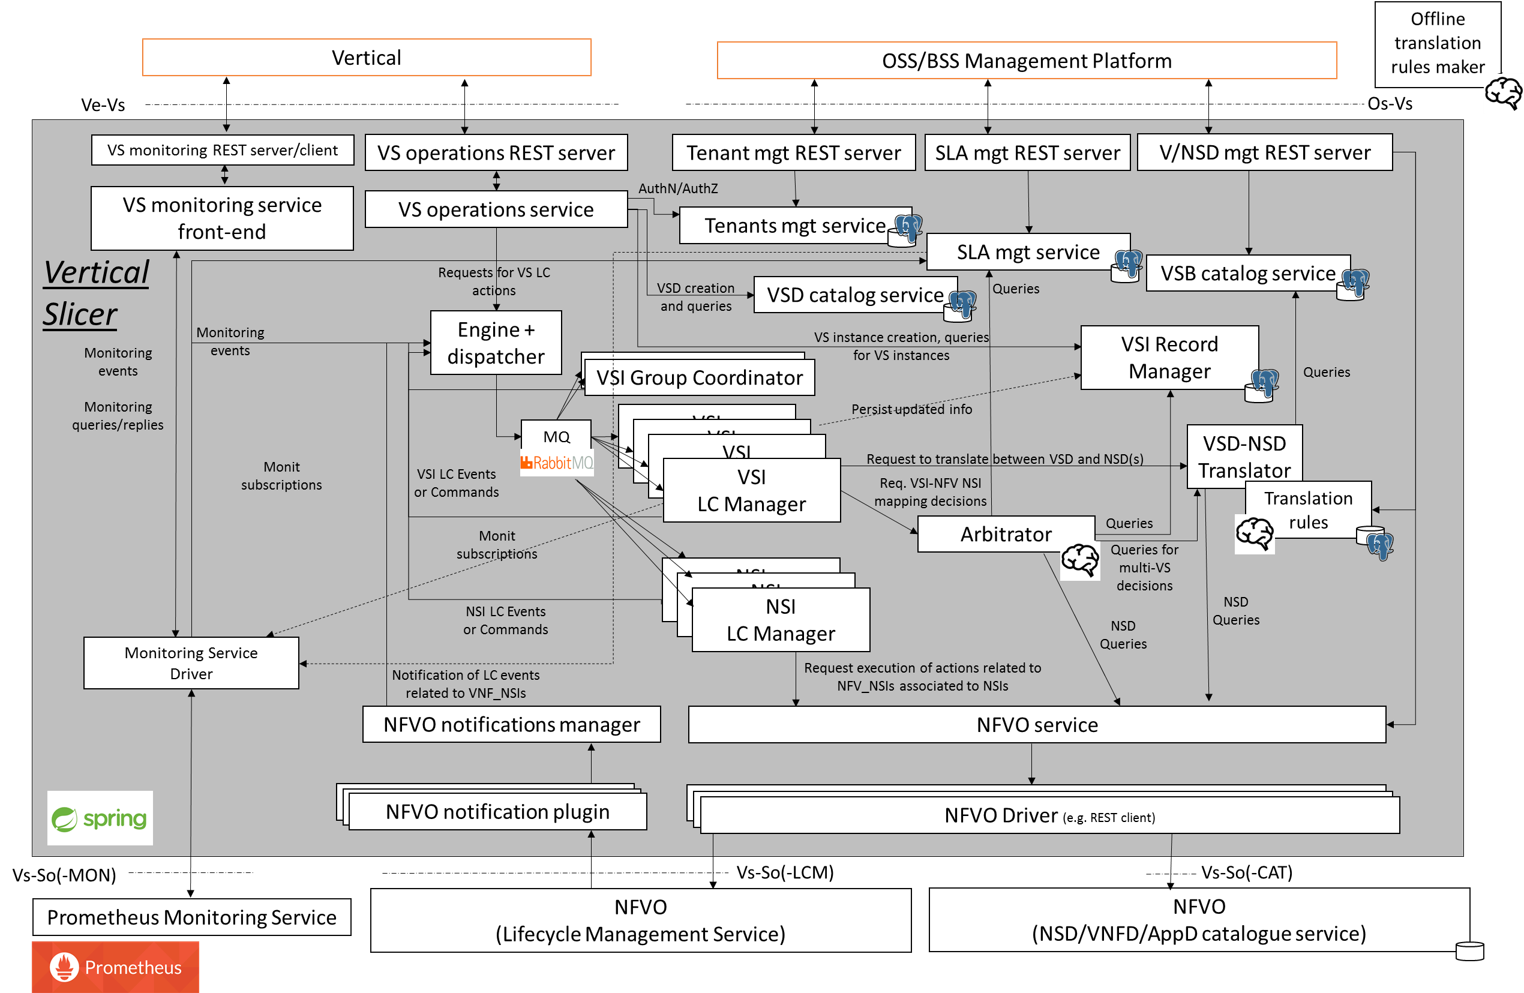 Offline
translation
rules maker
Vertical
OSS/BSS Management Platform
Ve-Vs
Os-Vs
VS monitoring REST server/client
VS operations REST server
Tenant mgt REST server
SLA mgt REST server
V/NSD mgt REST server
AuthN/AuthZ
VS monitoring service
front-end
VS operations service
Tenants mgt service
SLA mgt service
VSB catalog service
Vertical
Slicer
Requests for VS LC
actions
VSD creation
and queries
VSD catalog service
Queries
Monitoring
events
Monitoring
events
Engine +
dispatcher
VS instance creation, queries
for VS instances
VSI Record
Manager
Queries
VSI Group Coordinator
Monitoring
queries/replies
Persist updated info
VSI
VSI
VSI
VSI
LC Manager
MQ
RabbitMQ
Monit
subscriptions
VSI LC Events
or Commands
Request to translate between VSD and NSD(s)
VSD-NSD
Translator
Req. VSI-NFV NSI
mapping decisions
Translation
rules
Arbitrator
Queries
Queries for
multi-VS
decisions
Monit
subscriptions
NSI
NSI
NSI
LC Manager
NSI LC Events
or Commands
NSD
Queries
NSD
Queries
Monitoring Service
Driver
Notification of LC events
related to VNF_NSIs
Request execution of actions related to
NFV_NSIs associated to NSIs
NFVO notifications manager
NFVO service
NFVO notification plugin
NFVO Driver (e.g. REST client)
spring
Vs-So(-MON)
Vs-So(-LCM)
Vs-So(-CAT)
Prometheus Monitoring Service
NFVO
(Lifecycle Management Service)
NFVO
(NSD/VNFD/AppD catalogue service)
Prometheus